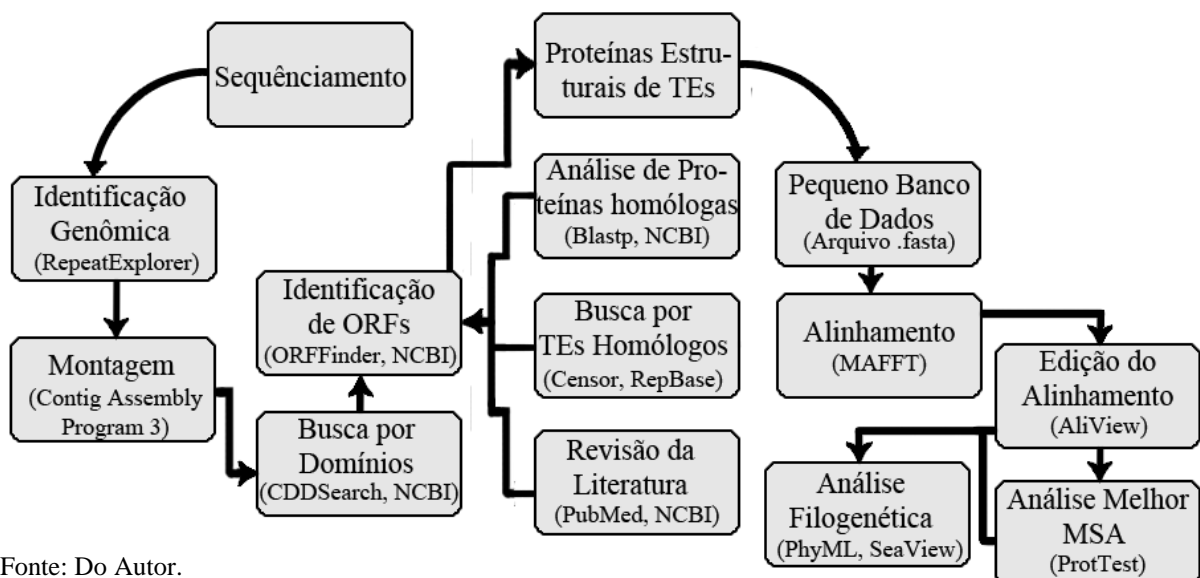 Sequênciamento
Identificação
Genômica
(RepeatExplorer)
Montagem
(Contig Assembly
Program 3)
Busca por
Domínios
(CDDSearch, NCBI)
Identificação
de ORFs
(ORFFinder, NCBI)
Proteínas Estru-
turais de TEs
Análise de Pro-
teínas homólogas
(Blastp, NCBI)
Busca por
TEs Homólogos
(Censor, RepBase)
Revisão da
Literatura
(PubMed, NCBI)
Pequeno Banco
de Dados
(Arquivo .fasta)
Alinhamento
(MAFFT)
Edição do
Alinhamento
(AliView)
Análise Melhor
MSA
(ProtTest)
Análise
Filogenética
(PhyML, SeaView)
Fonte: Do Autor.